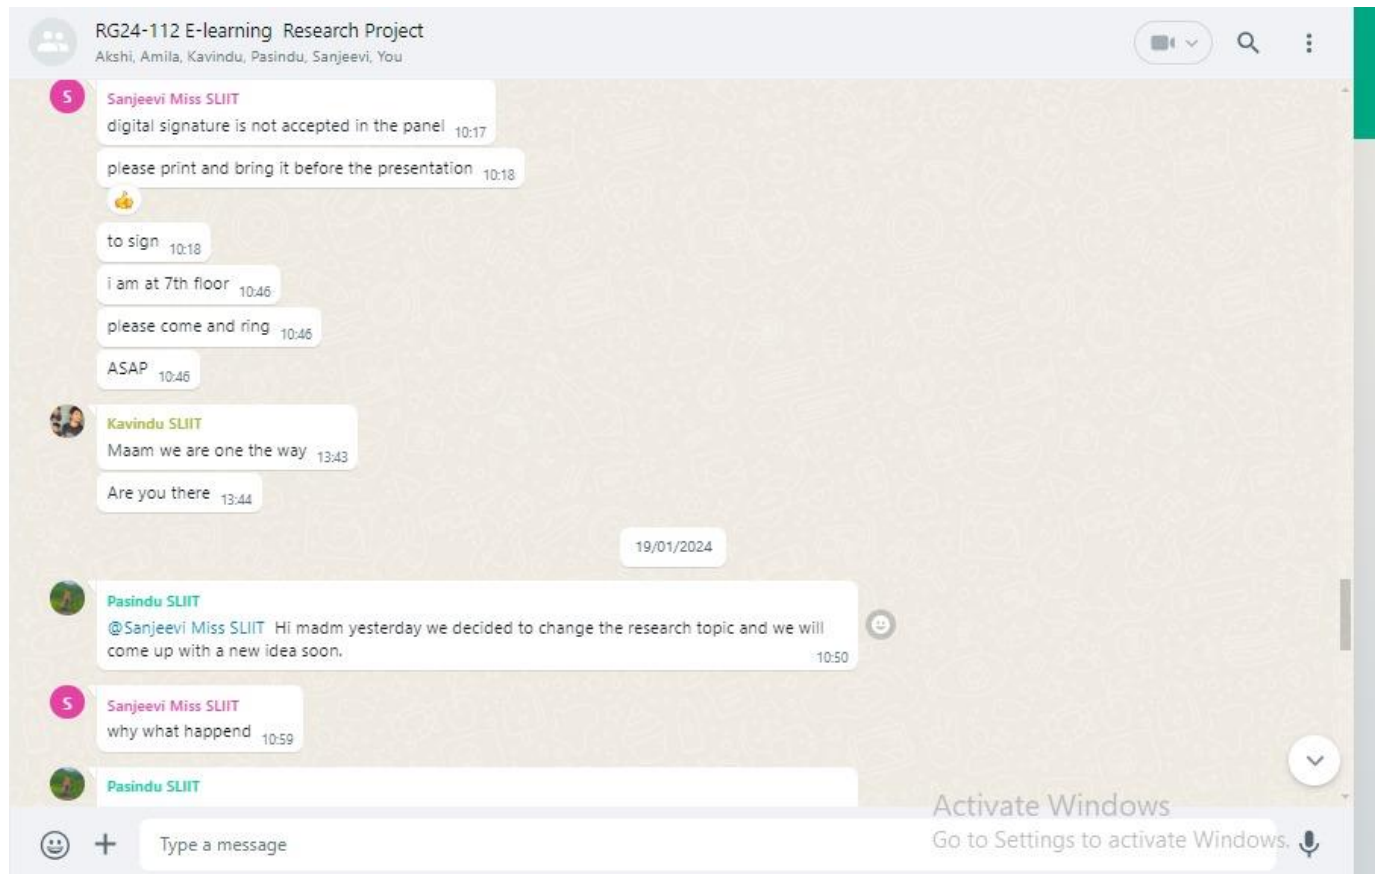 RG24-112 E-learning Research Project
Akshi, Amila, Kavindu, Pasindu, Sanjeevi, You
S
Sanjeevi Miss SLIIT
digital signature is not accepted in the panel 10:17
please print and bring it before the presentation 10:18
to sign 10:18
i am at 7th floor 10:46
please come and ring 10:46
ASAP 10:46
Kavindu SLIIT
Maam we are one the way 13:43
Are you there 13:44
19/01/2024
Pasindu SLIIT
@Sanjeevi Miss SLIIT Hi madm yesterday we decided to change the research topic and we will
come up with a new idea soon. 10:50
S
Sanjeevi Miss SLIIT
why what happend 10:59
Pasindu SLIIT
Activate Windows
Go to Settings to activate Windows.
Type a message